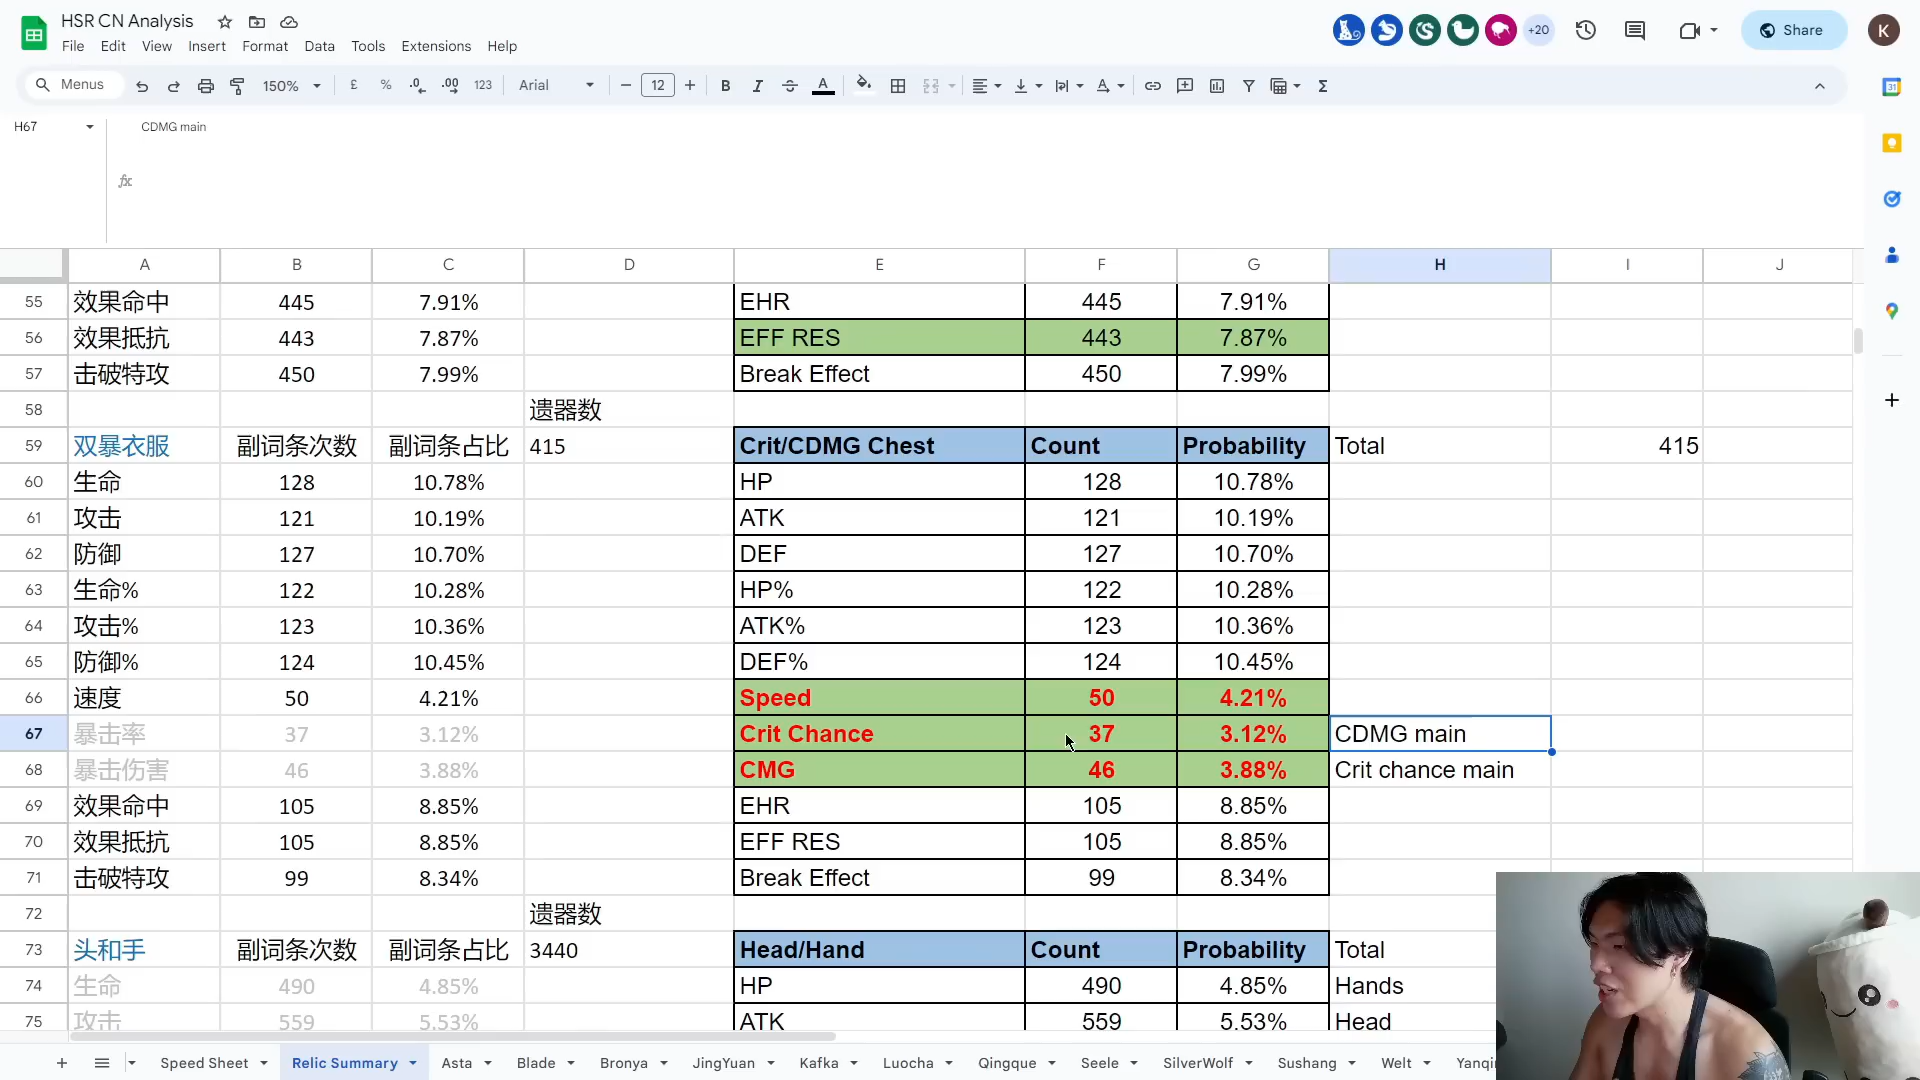 HSR CN Analysis
File Edit View Insert Format Data Tools Extensions Help
+20
Share
K
Menus 150% £ % .0 .00 123 Arial 12 B I A Σ
31
H67 CDMG main
fx
A B C D E F G H I J
55 效果命中 445 7.91% EHR 445 7.91%
56 效果抵抗 443 7.87% EFF RES 443 7.87%
57 击破特攻 450 7.99% Break Effect 450 7.99%
58 遗器数
59 双暴衣服 副词条次数 副词条占比 415 Crit/CDMG Chest Count Probability Total 415
60 生命 128 10.78% HP 128 10.78%
61 攻击 121 10.19% ATK 121 10.19%
62 防御 127 10.70% DEF 127 10.70%
63 生命% 122 10.28% HP% 122 10.28%
64 攻击% 123 10.36% ATK% 123 10.36%
65 防御% 124 10.45% DEF% 124 10.45%
66 速度 50 4.21% Speed 50 4.21%
67 暴击率 37 3.12% Crit Chance 37 3.12% CDMG main
68 暴击伤害 46 3.88% CMG 46 3.88% Crit chance main
69 效果命中 105 8.85% EHR 105 8.85%
70 效果抵抗 105 8.85% EFF RES 105 8.85%
71 击破特攻 99 8.34% Break Effect 99 8.34%
72 遗器数
73 头和手 副词条次数 副词条占比 3440 Head/Hand Count Probability Total
74 生命 490 4.85% HP 490 4.85% Hands
75 攻击 559 5.53% ATK 559 5.53% Head
Speed Sheet Relic Summary Asta Blade Bronya JingYuan Kafka Luocha Qingque Seele SilverWolf Sushang Welt Yanqin